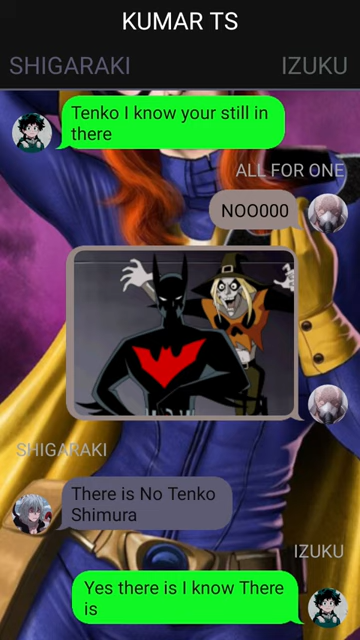 KUMAR TS
SHIGARAKI IZUKU
Tenko I know your still in
there
ALL FOR ONE
NOO000
SHIGARAKI
There is No Tenko
Shimura
IZUKU
Yes there is I know There
is